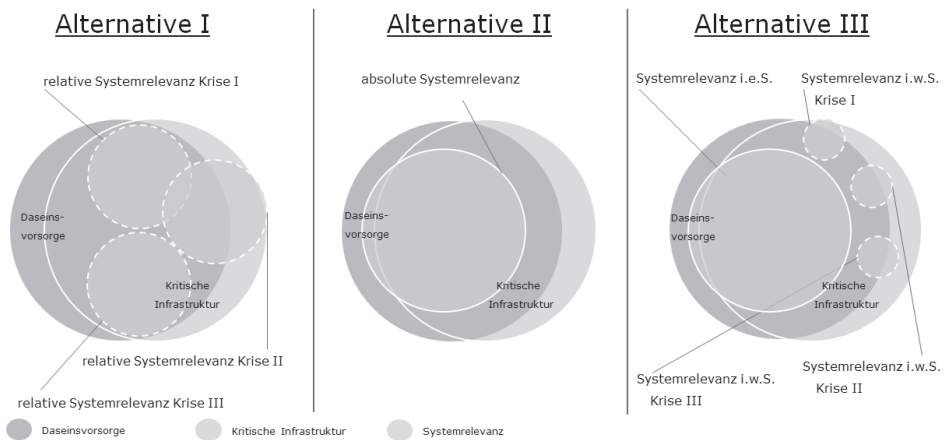 Alternative I
relative Systemrelevanz Krise I
Daseins-
vorsorge
Kritische
Infrastruktur
relative Systemrelevanz Krise II
relative Systemrelevanz Krise III
Alternative II
absolute Systemrelevanz
Daseins-
vorsorge
Kritische
Infrastruktur
Alternative III
Systemrelevanz i.e.S.
Systemrelevanz i.w.S.
Krise I
Daseins-
vorsorge
Kritische
Infrastruktur
Systemrelevanz i.w.S.
Krise III
Systemrelevanz i.w.S.
Krise II
Daseinsvorsorge
Kritische Infrastruktur
Systemrelevanz